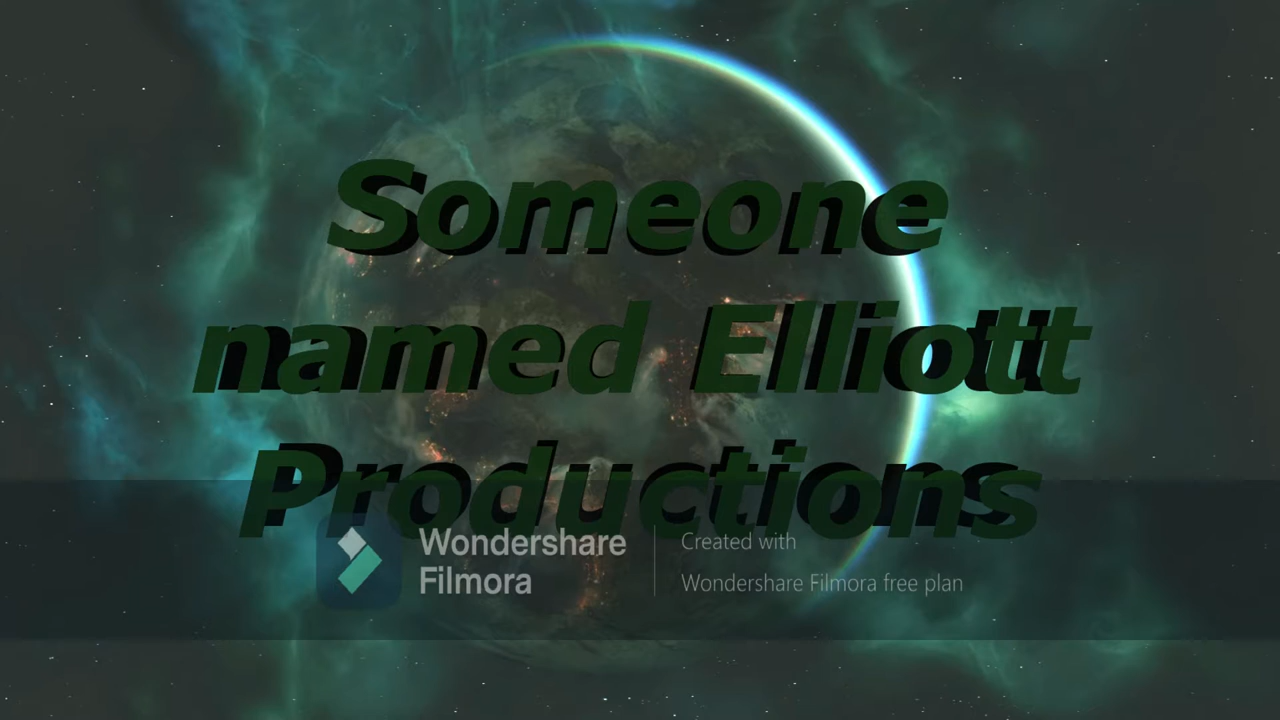 Someone
named Elliott
Productions
Wondershare
Filmora
Created with
Wondershare Filmora free plan